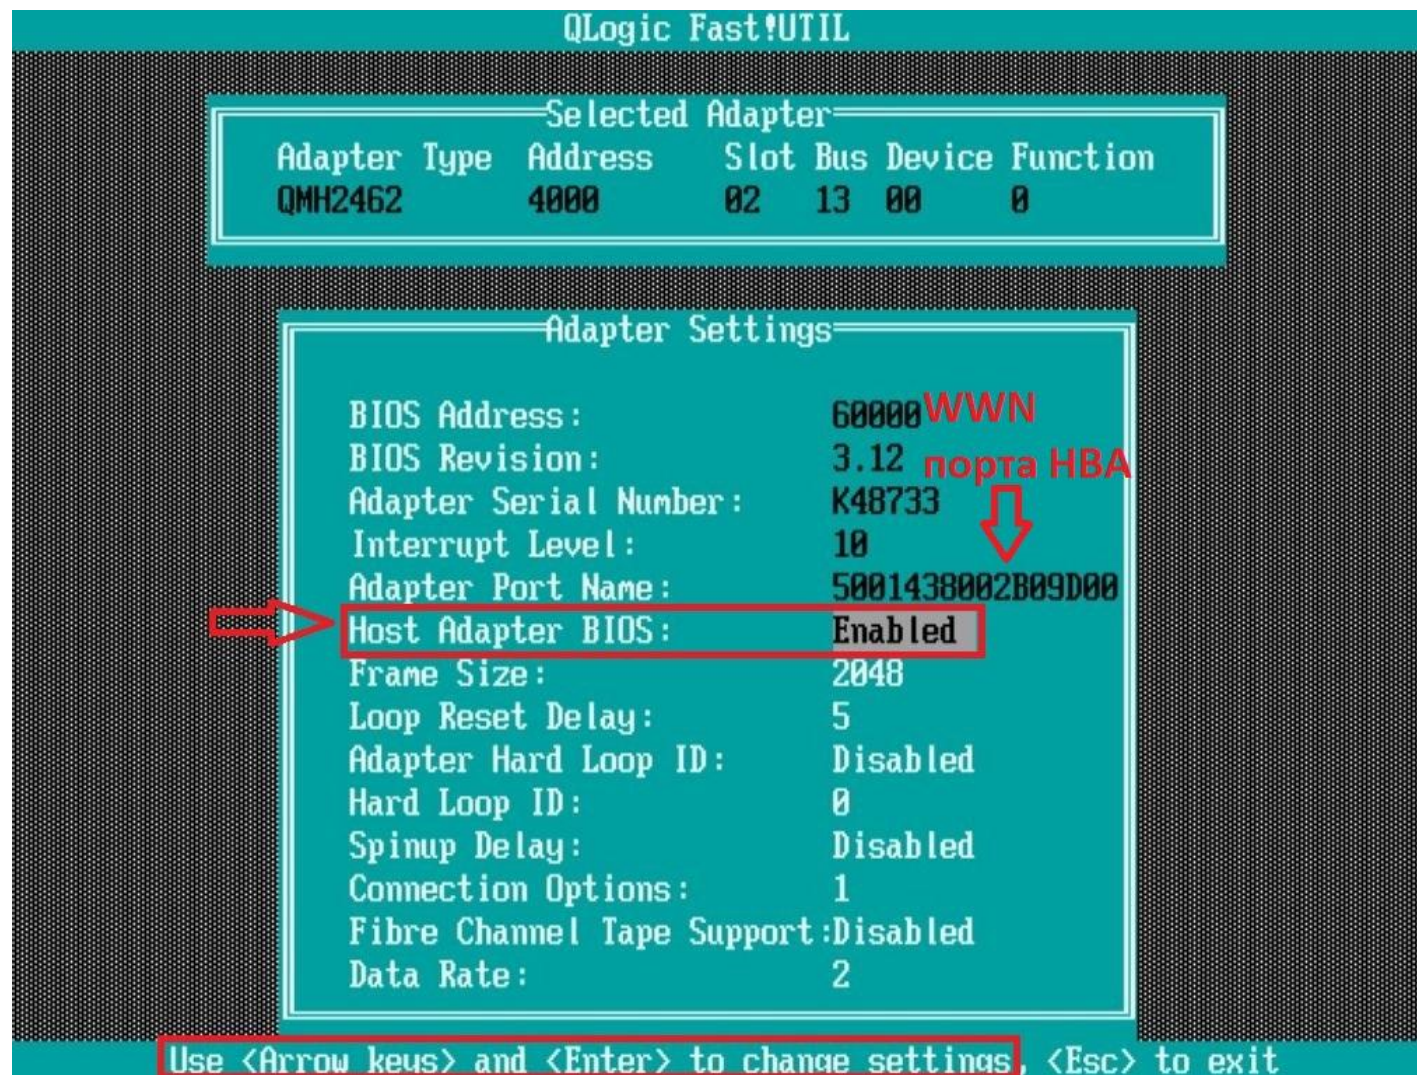 QLogic Fast!UTIL
Selected Adapter
Adapter Type Address Slot Bus Device Function
QMH2462 4000 02 13 00 0
Adapter Settings
BIOS Address: 60000
WWN
BIOS Revision: 3.12
порта HBA
Adapter Serial Number: K48733
Interrupt Level: 10
Adapter Port Name: 5001438002B09D00
Host Adapter BIOS: Enabled
Frame Size: 2048
Loop Reset Delay: 5
Adapter Hard Loop ID: Disabled
Hard Loop ID: 0
Spinup Delay: Disabled
Connection Options: 1
Fibre Channel Tape Support:Disabled
Data Rate: 2
Use <Arrow keys> and <Enter> to change settings, <Esc> to exit